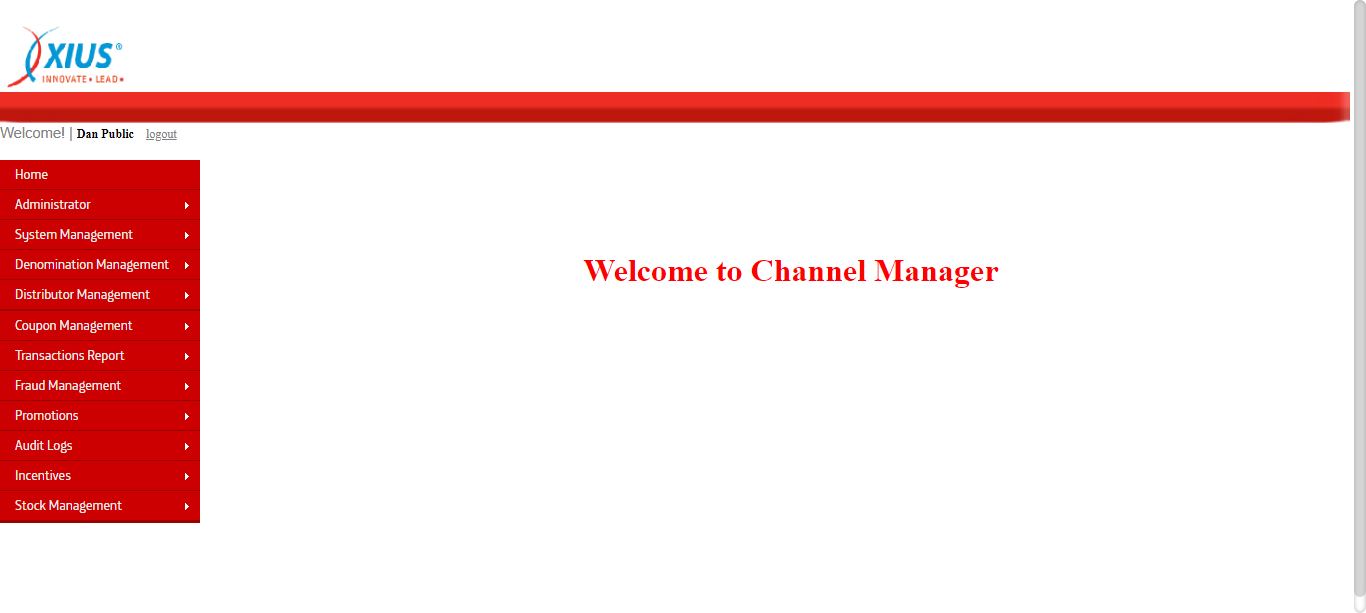 XIUS®
INNOVATE • LEAD •
Welcome! | Dan Public logout
Home
Administrator
System Management
Denomination Management
Distributor Management
Coupon Management
Transactions Report
Fraud Management
Promotions
Audit Logs
Incentives
Stock Management
Welcome to Channel Manager